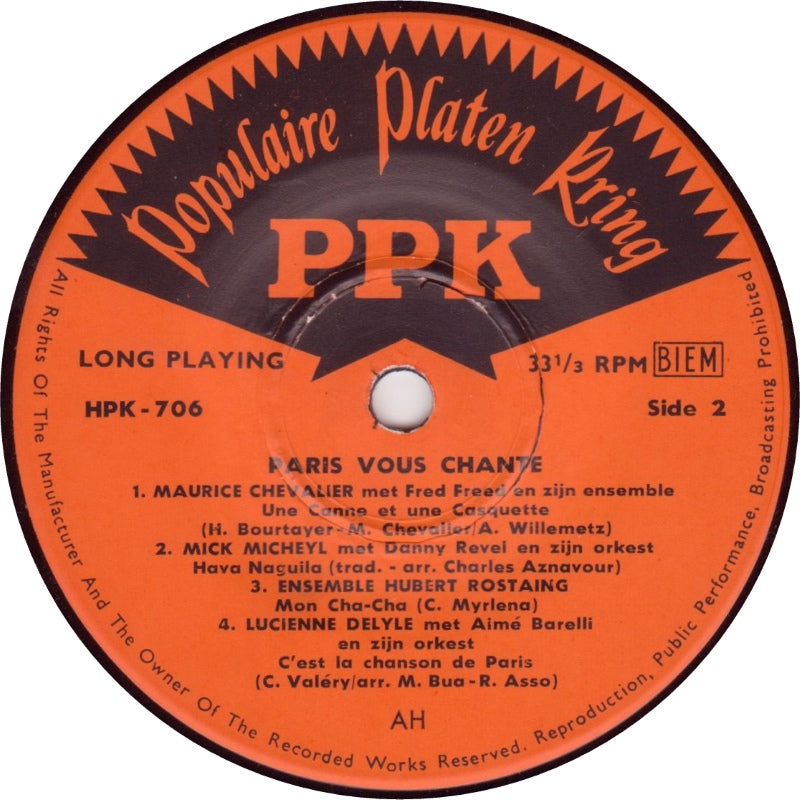 Populaire Platen Kring
PPK
LONG PLAYING
33 1/3 RPM BIEM
HPK - 706
Side 2
PARIS VOUS CHANTE
1. MAURICE CHEVALIER met Fred Freed en zijn ensemble
Une Canne et une Casquette
(H. Bourtayer - M. Chevalier/A. Willemetz)
2. MICK MICHEYL met Danny Revel en zijn orkest
Hava Naguila (trad. - arr. Charles Aznavour)
3. ENSEMBLE HUBERT ROSTAING
Mon Cha-Cha (C. Myrlena)
4. LUCIENNE DELYLE met Aimé Barelli
en zijn orkest
C'est la chanson de Paris
(C. Valéry/arr. M. Bua-R. Asso)
AH
All Rights Of The Manufacturer And The Owner Of The Recorded Works Reserved. Reproduction, Public Performance, Broadcasting Prohibited